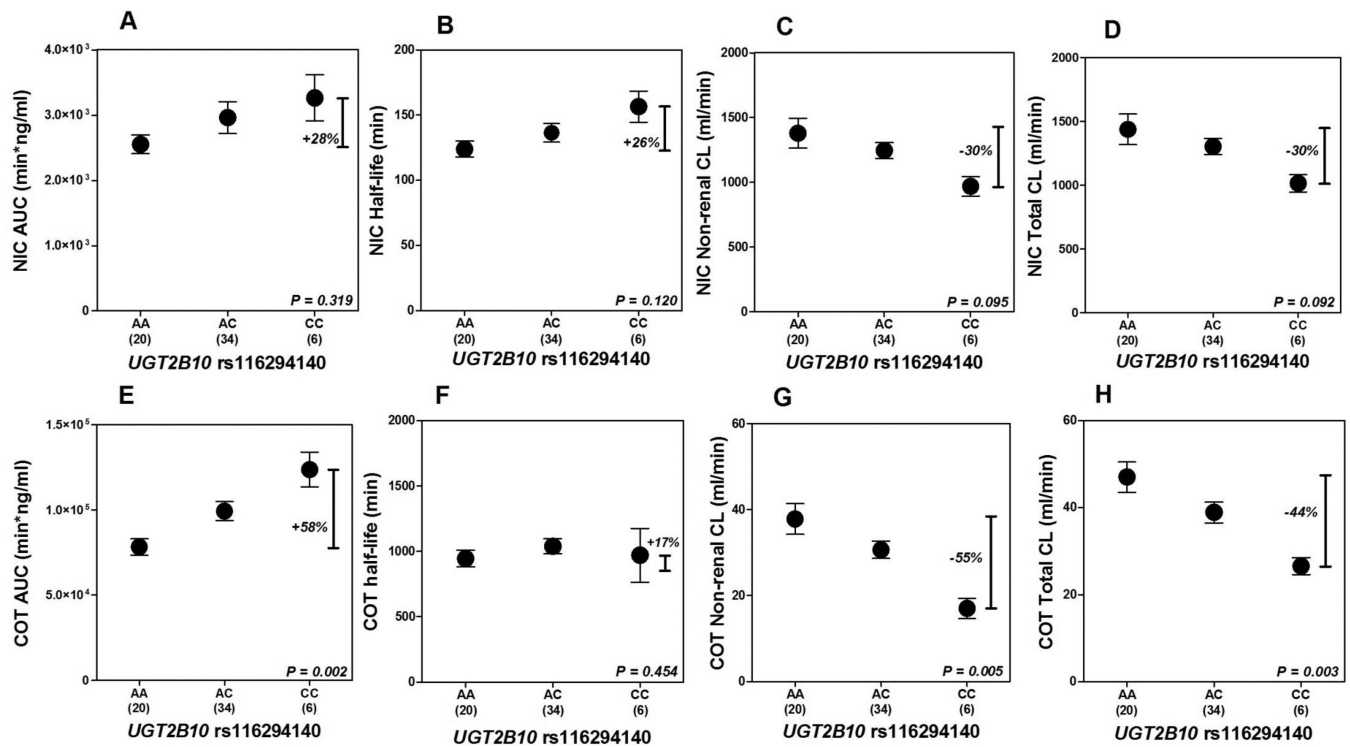 A
NIC AUC (min*ng/ml)
4.0×10³
3.0×10³
2.0×10³
1.0×10³
0
+28%
P = 0.319
AA AC CC
(20) (34) (6)
UGT2B10 rs116294140
B
NIC Half-life (min)
200
150
100
50
0
+26%
P = 0.120
AA AC CC
(20) (34) (6)
UGT2B10 rs116294140
C
NIC Non-renal CL (ml/min)
2000
1500
1000
500
0
-30%
P = 0.095
AA AC CC
(20) (34) (6)
UGT2B10 rs116294140
D
NIC Total CL (ml/min)
2000
1500
1000
500
0
-30%
P = 0.092
AA AC CC
(20) (34) (6)
UGT2B10 rs116294140
E
COT AUC (min*ng/ml)
1.5×10⁵
1.0×10⁵
5.0×10⁴
0
+58%
P = 0.002
AA AC CC
(20) (34) (6)
UGT2B10 rs116294140
F
COT half-life (min)
2000
1500
1000
500
0
+17%
P = 0.454
AA AC CC
(20) (34) (6)
UGT2B10 rs116294140
G
COT Non-renal CL (ml/min)
60
40
20
0
-55%
P = 0.005
AA AC CC
(20) (34) (6)
UGT2B10 rs116294140
H
COT Total CL (ml/min)
60
40
20
0
-44%
P = 0.003
AA AC CC
(20) (34) (6)
UGT2B10 rs116294140